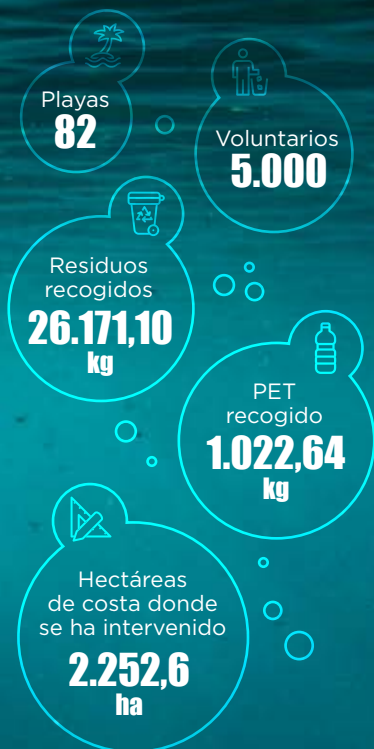 Playas
82
Voluntarios
5.000
Residuos
recogidos
26.171,10
kg
PET
recogido
1.022,64
kg
Hectáreas
de costa donde
se ha intervenido
2.252,6
ha